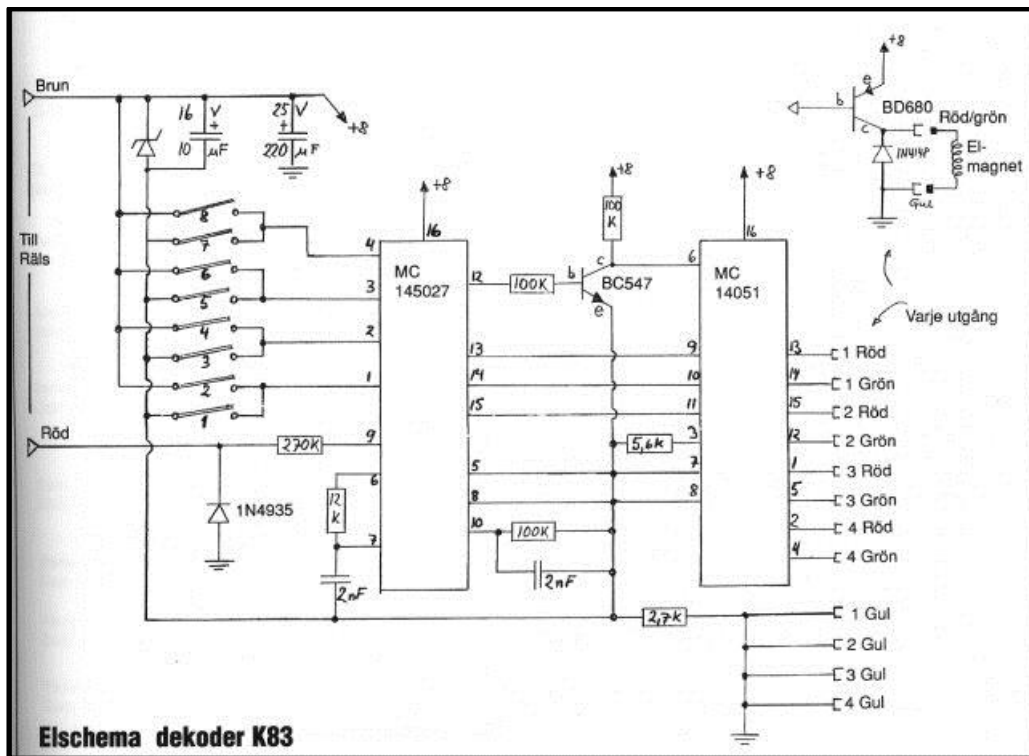 Brun
16 V
+
10 µF
25 V
+
220 µF
+8
+8
e
b
BD680
c
Röd/grön
1N4148
El-
magnet
Gul
Till
Räls
8
7
6
5
4
3
2
1
+8
16
4
3
2
1
MC
145027
12
100K
b
c
BC547
e
+8
100
K
+8
16
6
MC
14051
Varje utgång
13
14
15
9
10
11
13
14
15
12
1
5
2
4
1 Röd
1 Grön
2 Röd
2 Grön
3 Röd
3 Grön
4 Röd
4 Grön
Röd
270K
9
6
7
5
8
10
5,6K
3
7
8
12
K
1N4935
2nF
100K
2nF
2,7K
1 Gul
2 Gul
3 Gul
4 Gul
Elschema dekoder K83